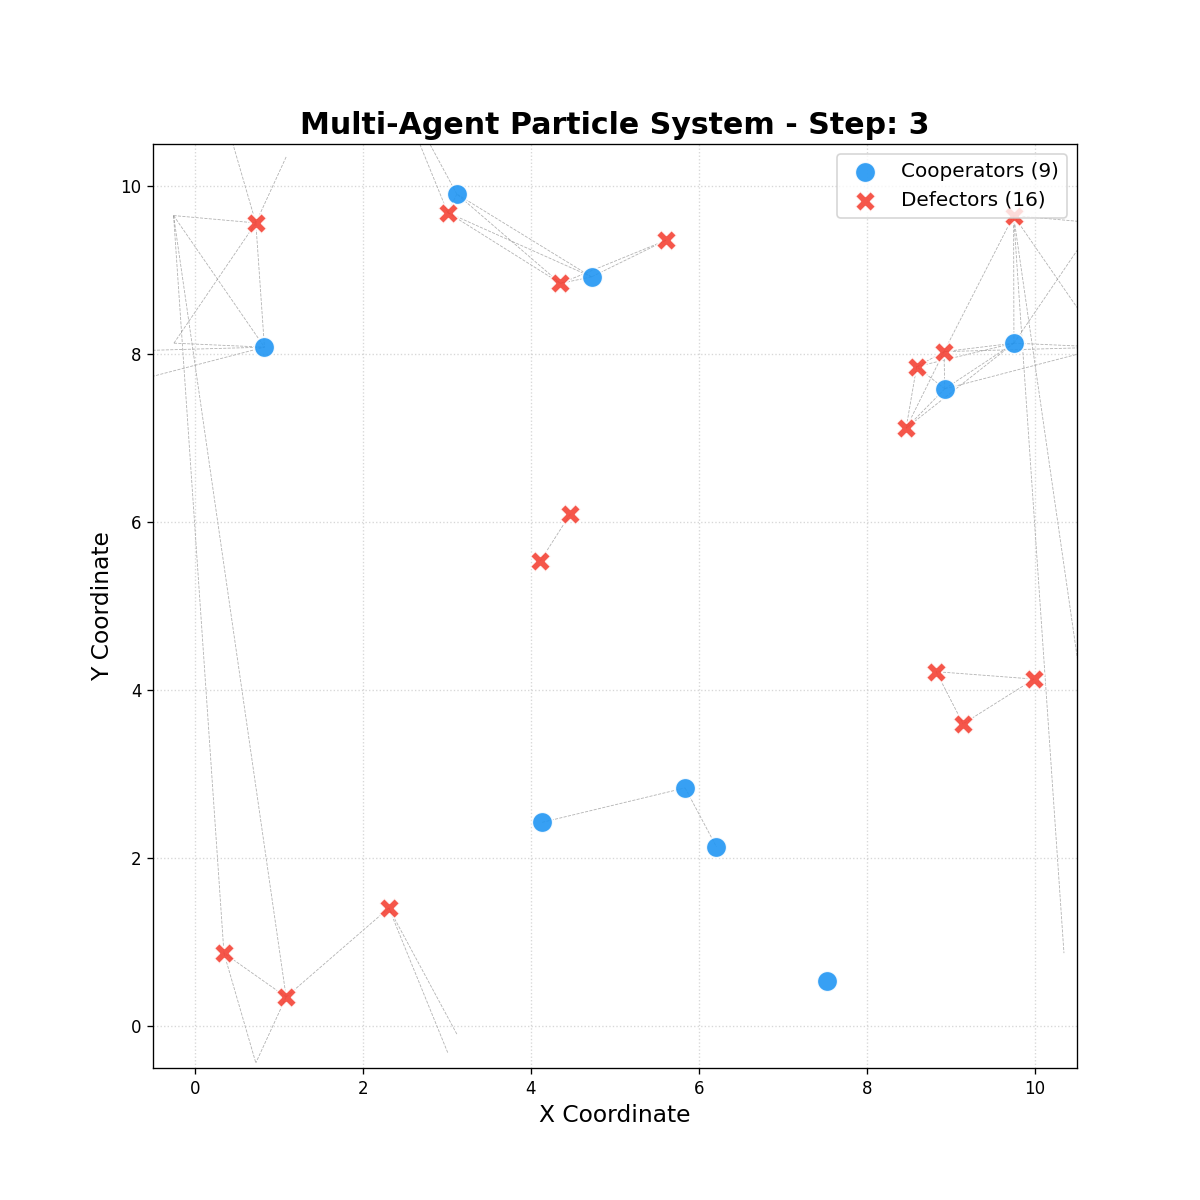 Multi-Agent Particle System - Step: 3
Cooperators (9)
Defectors (16)
Y Coordinate
10
8
6
4
2
0
0 2 4 6 8 10
X Coordinate